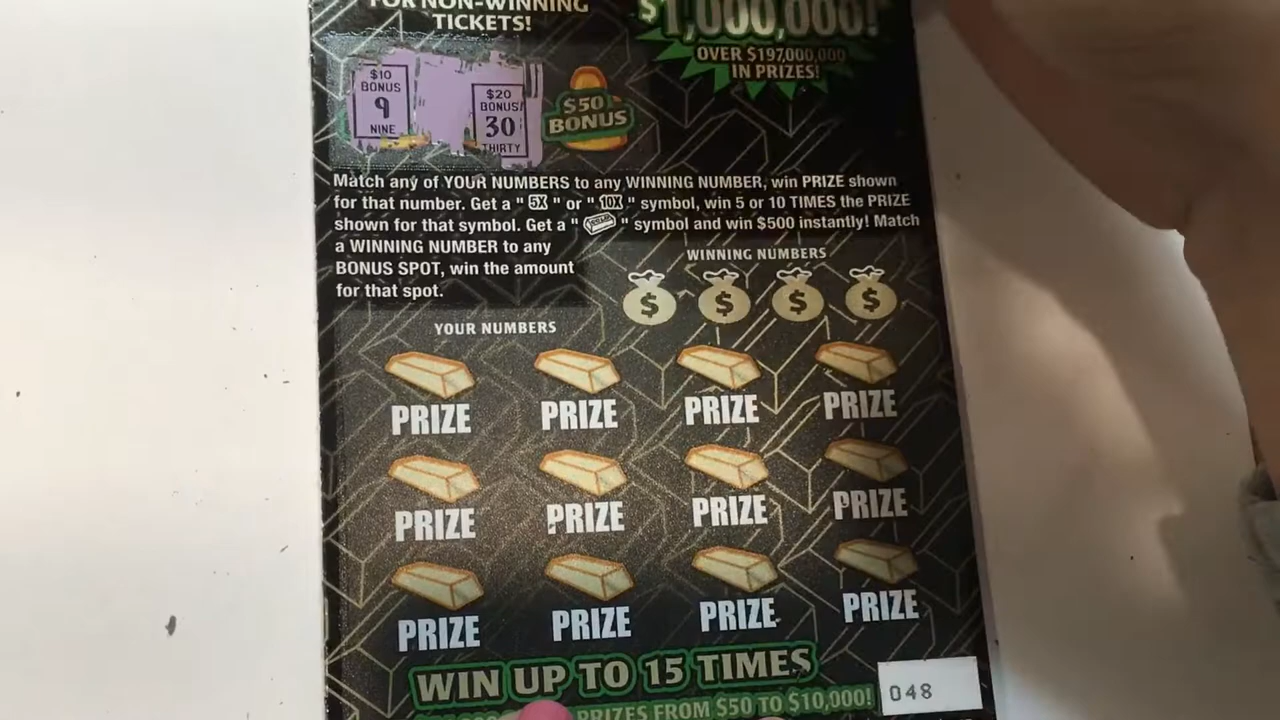 FOR NON-WINNING
TICKETS!
$1,000,000!
OVER $197,000,000
IN PRIZES!
$10
BONUS
9
NINE
$20
BONUS
30
THIRTY
$50
BONUS
Match any of YOUR NUMBERS to any WINNING NUMBER, win PRIZE shown
for that number. Get a " 5X " or " 10X " symbol, win 5 or 10 TIMES the PRIZE
shown for that symbol. Get a " " symbol and win $500 instantly! Match
a WINNING NUMBER to any
BONUS SPOT, win the amount
for that spot.
WINNING NUMBERS
$ $ $ $
YOUR NUMBERS
PRIZE PRIZE PRIZE PRIZE
PRIZE PRIZE PRIZE PRIZE
PRIZE PRIZE PRIZE PRIZE
WIN UP TO 15 TIMES
048
PRIZES FROM $50 TO $10,000!